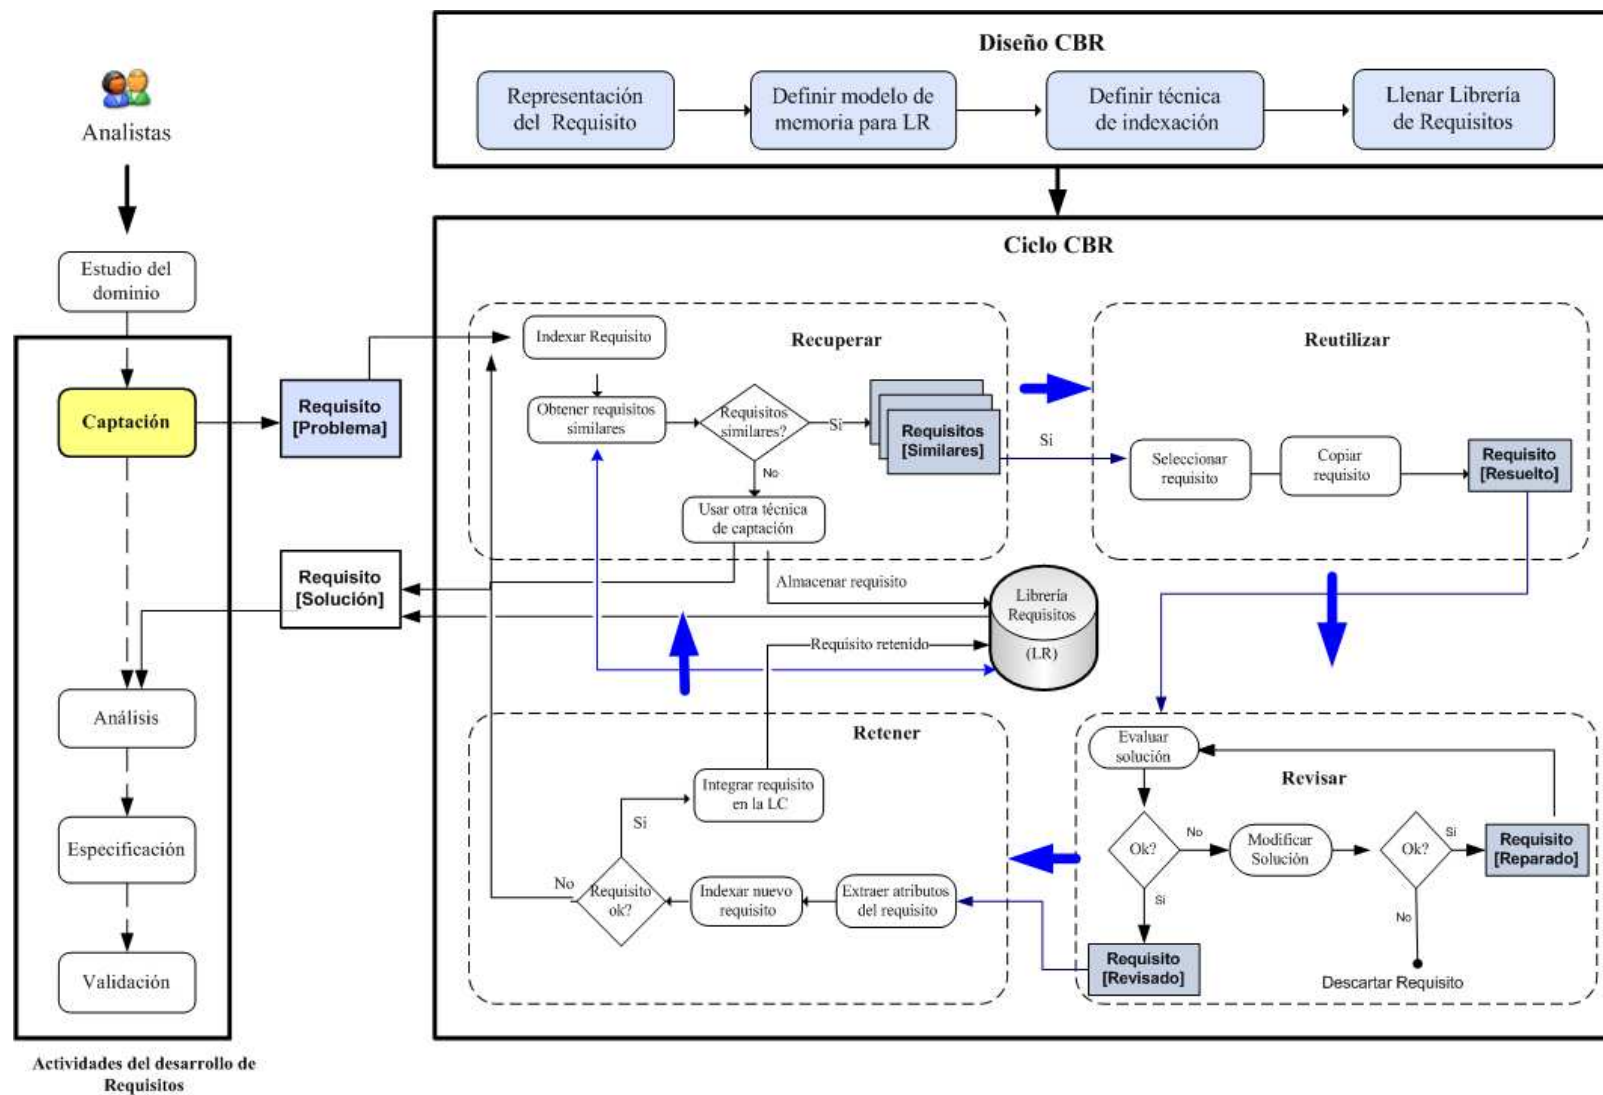 Diseño CBR
Representación
del Requisito
Definir modelo de
memoria para LR
Definir técnica
de indexación
Llenar Librería
de Requisitos
Analistas
Estudio del
dominio
Captación
Análisis
Especificación
Validación
Actividades del desarrollo de
Requisitos
Requisito
[Problema]
Requisito
[Solución]
Ciclo CBR
Recuperar
Indexar Requisito
Obtener requisitos
similares
Requisitos
similares?
Si
No
Requisitos
[Similares]
Usar otra técnica
de captación
Almacenar requisito
Si
Reutilizar
Seleccionar
requisito
Copiar
requisito
Requisito
[Resuelto]
Librería
Requisitos
(LR)
Requisito retenido
Retener
Integrar requisito
en la LC
Si
No
Requisito
ok?
Indexar nuevo
requisito
Extraer atributos
del requisito
Revisar
Evaluar
solución
Ok?
No
Si
Modificar
Solución
Ok?
Si
No
Requisito
[Reparado]
Requisito
[Revisado]
Descartar Requisito